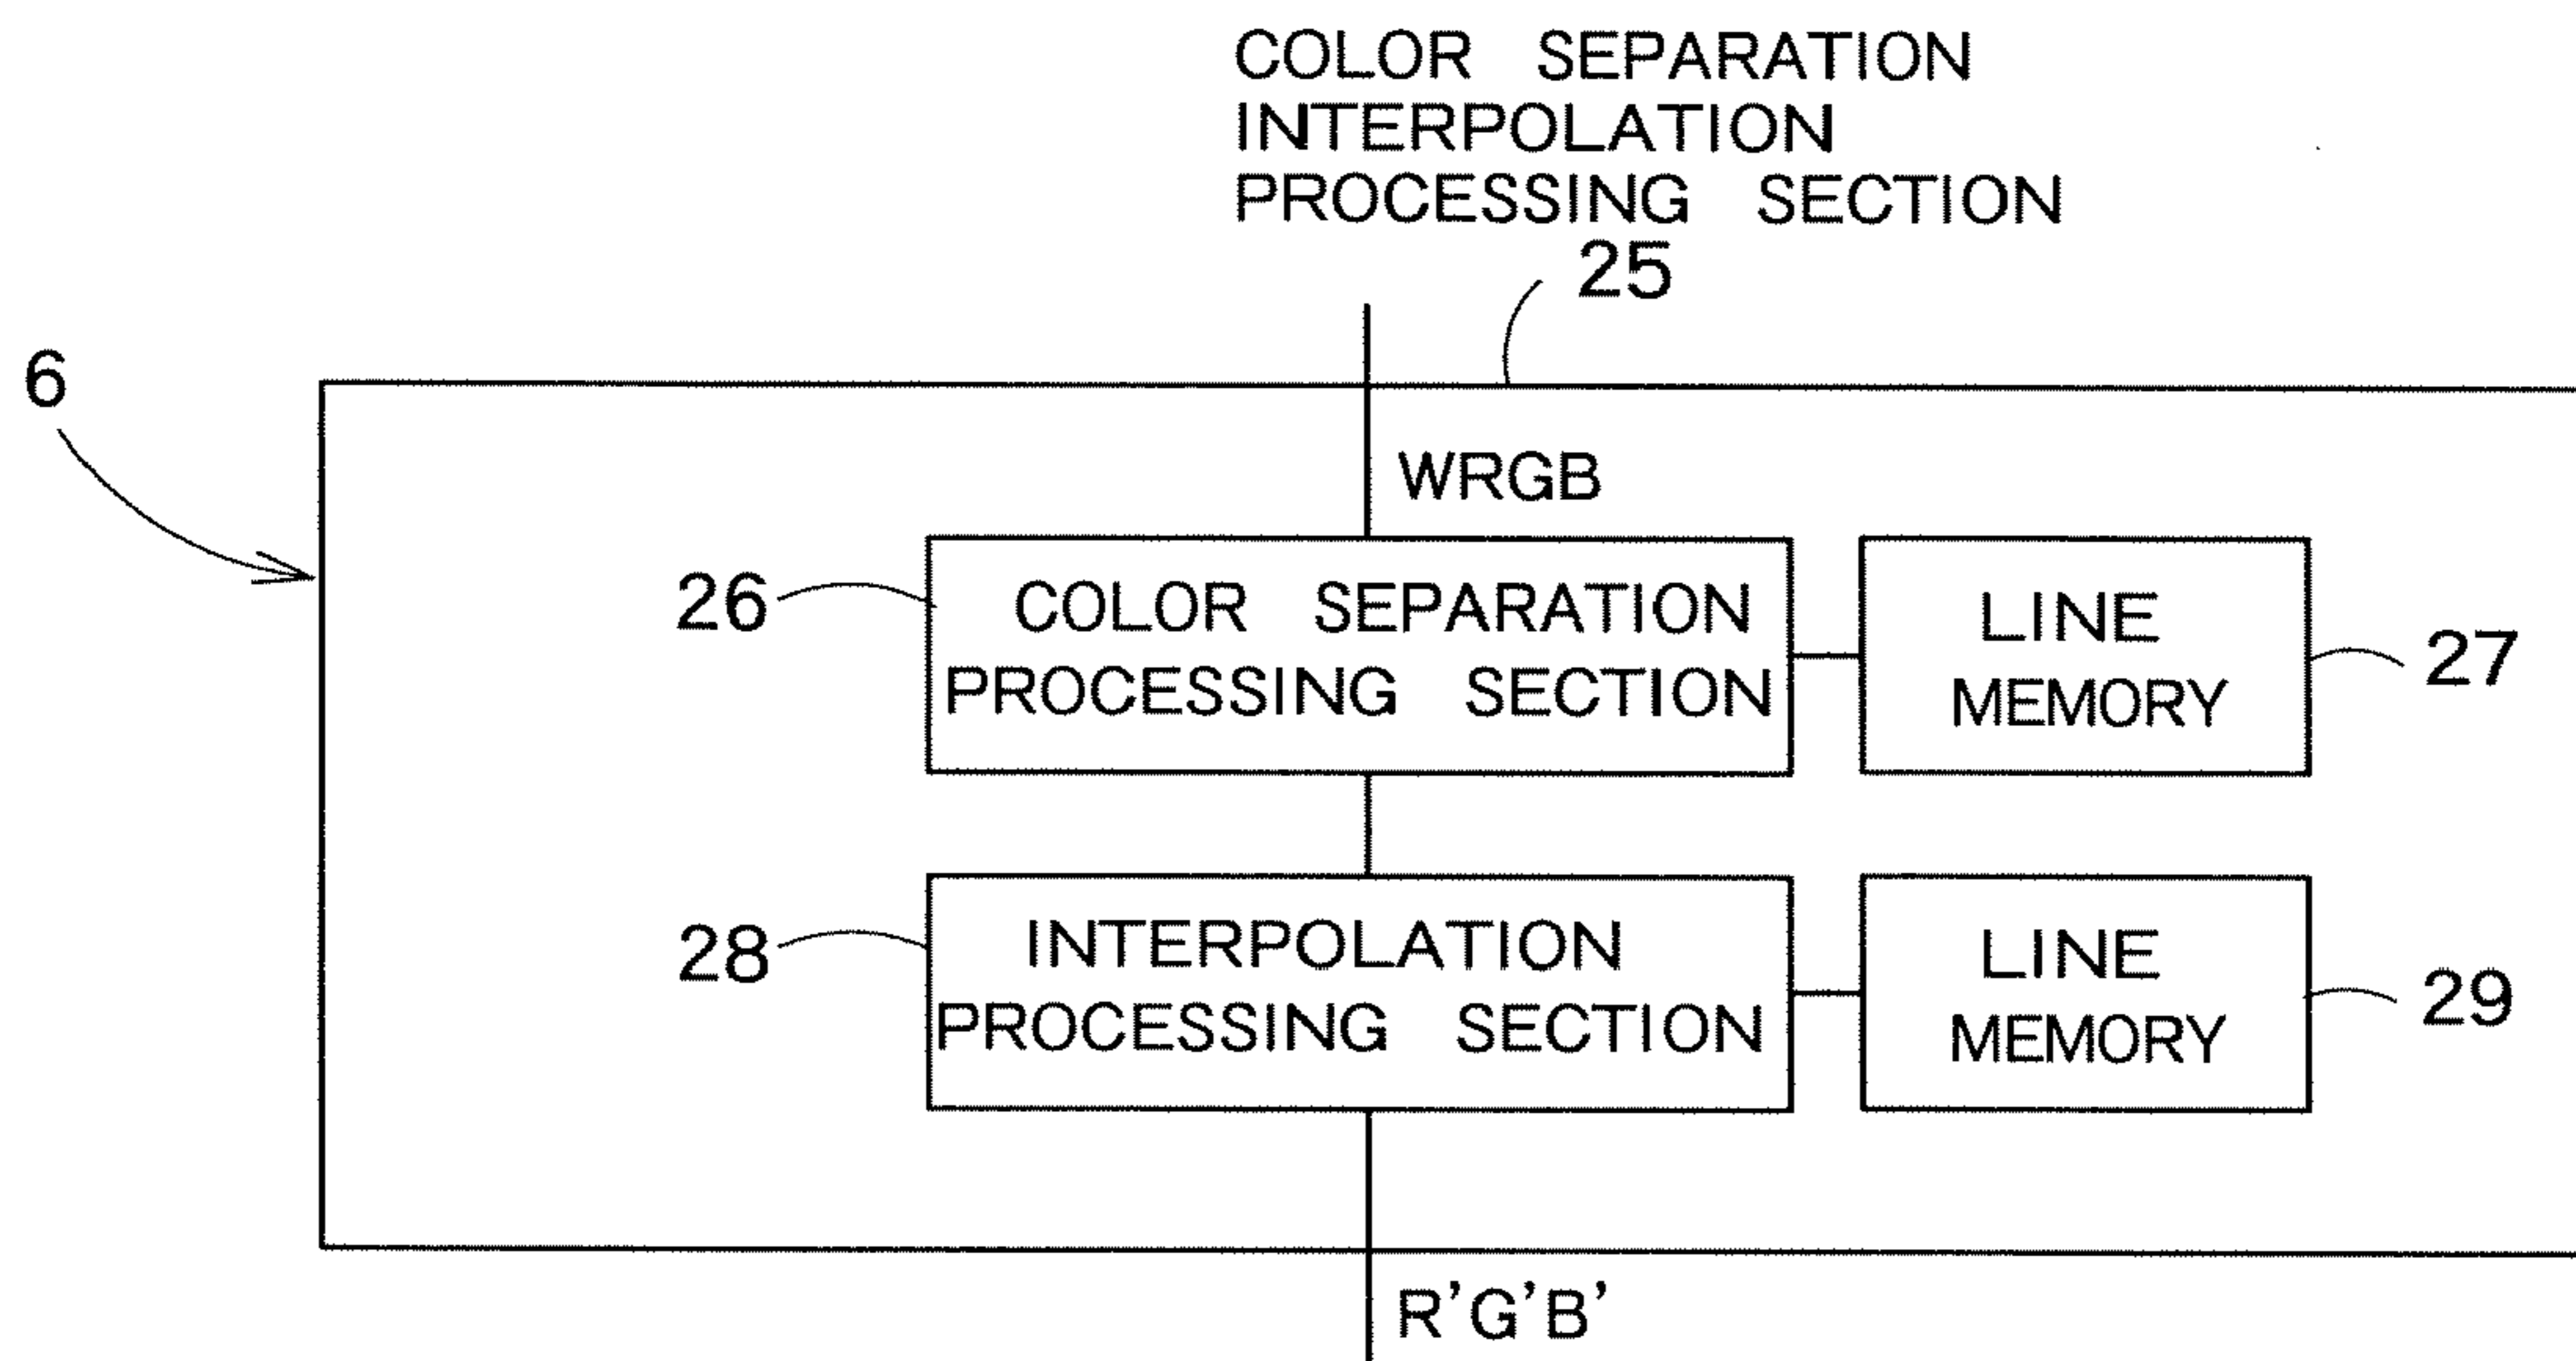 COLOR SEPARATION
INTERPOLATION
PROCESSING SECTION
25
6
WRGB
26
COLOR SEPARATION
PROCESSING SECTION
LINE
MEMORY
27
28
INTERPOLATION
PROCESSING SECTION
LINE
MEMORY
29
R'G'B'